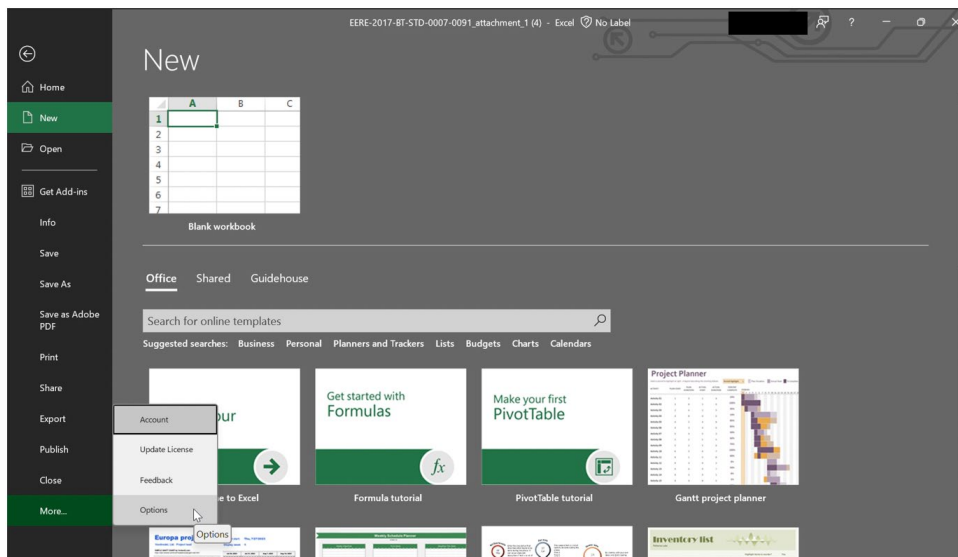 EERE-2017-BT-STD-0007-0091_attachment_1 (4) - Excel No Label
?
New
Home
New
Open
Get Add-ins
Info
Save
Save As
Save as Adobe
PDF
Print
Share
Export
Publish
Close
More...
A B C
1
2
3
4
5
6
7
Blank workbook
Office Shared Guidehouse
Search for online templates
Suggested searches: Business Personal Planners and Trackers Lists Budgets Charts Calendars
Account
Update License
Feedback
Options
Options
our
e to Excel
Get started with
Formulas
fx
Formula tutorial
Make your first
PivotTable
PivotTable tutorial
Project Planner
Gantt project planner
Europa proj
Weekly Schedule Planner
Inventory list